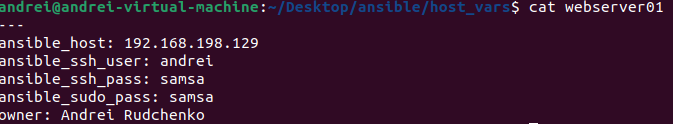 andrei@andrei-virtual-machine:~/Desktop/ansible/host_vars$ cat webserver01
---
ansible_host: 192.168.198.129
ansible_ssh_user: andrei
ansible_ssh_pass: samsa
ansible_sudo_pass: samsa
owner: Andrei Rudchenko